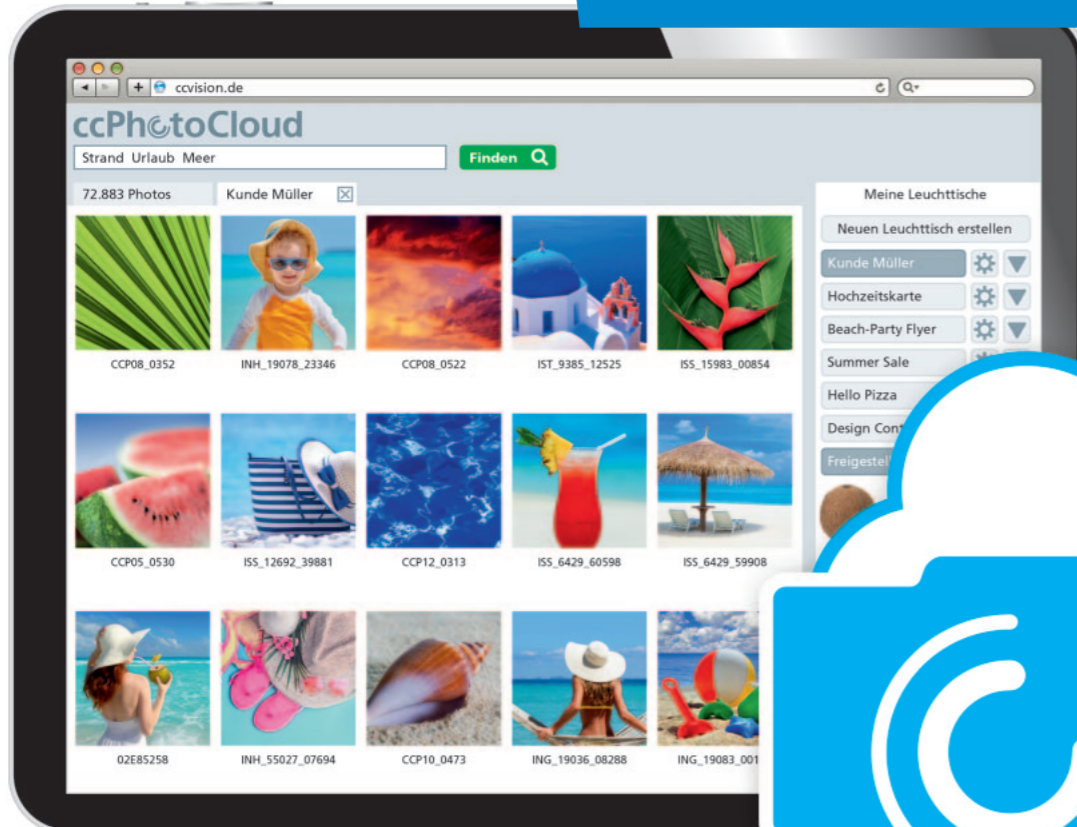 ccvision.de
ccPhotoCloud
Strand Urlaub Meer
Finden
72.883 Photos
Kunde Müller
Meine Leuchttische
Neuen Leuchttisch erstellen
Kunde Müller
Hochzeitskarte
Beach-Party Flyer
Summer Sale
Hello Pizza
Design
CCP08_0352
INH_19078_23346
CCP08_0522
IST_9385_12525
ISS_15983_00854
CCP05_0530
ISS_12692_39881
CCP12_0313
ISS_6429_60598
ISS_6429_59908
02E85258
INH_55027_07694
CCP10_0473
ING_19036_08288